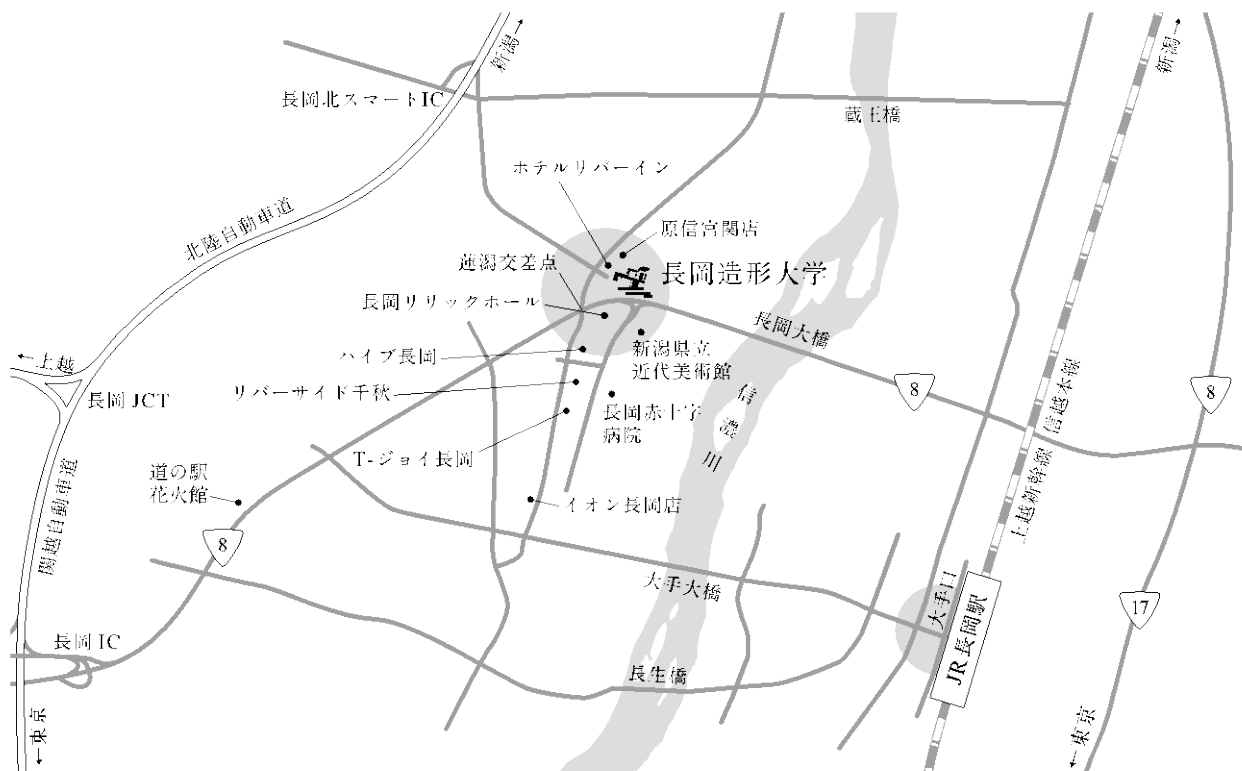 新潟→
新潟→
長岡北スマートIC
蔵王橋
ホテルリバーイン
原信宮関店
北陸自動車道
蓮潟交差点
長岡造形大学
長岡リリックホール
長岡大橋
ハイブ長岡
新潟県立
近代美術館
←上越
リバーサイド千秋
長岡JCT
8
8
信濃川
長岡赤十字
病院
T-ジョイ長岡
上越新幹線 信越本線
道の駅
花火館
イオン長岡店
関越自動車道
8
大手大橋
大手口
17
長岡IC
JR長岡駅
長生橋
←東京
←東京